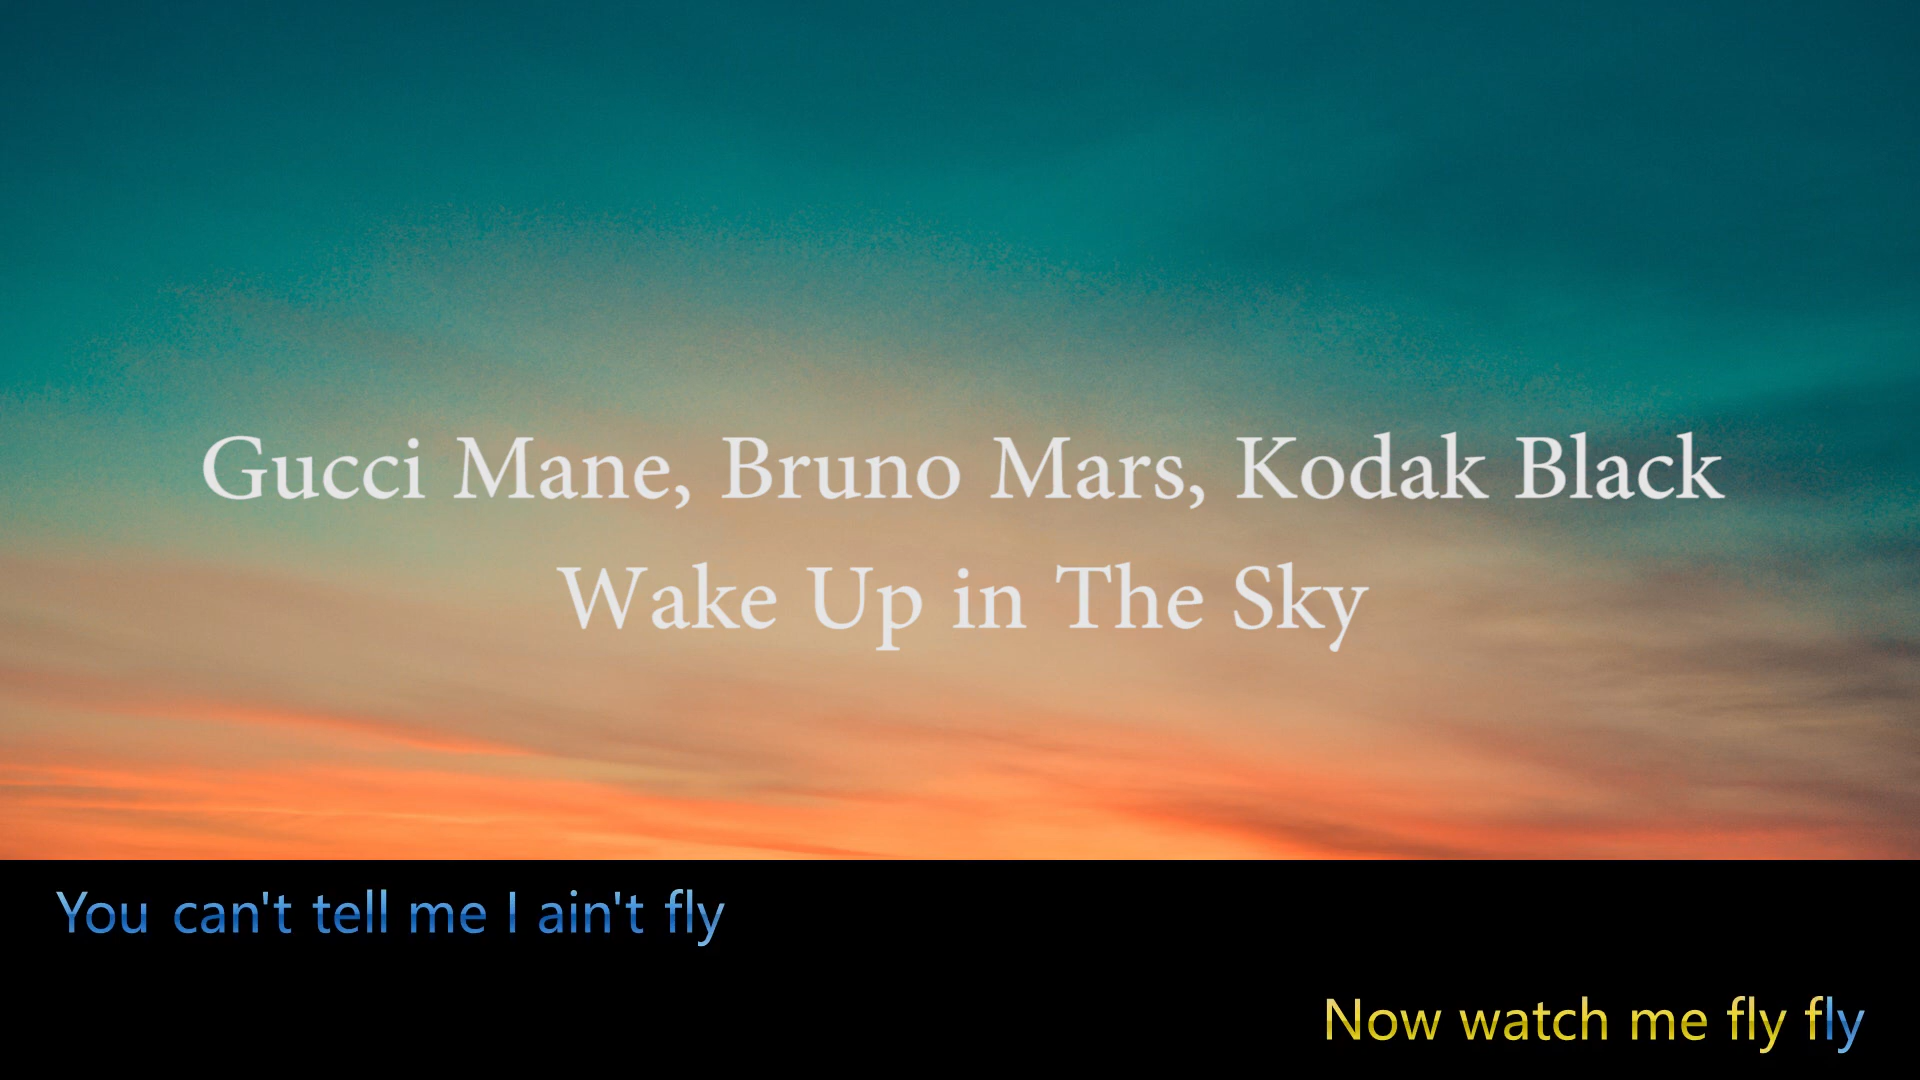 Gucci Mane, Bruno Mars, Kodak Black
Wake Up in The Sky
You can't tell me I ain't fly
Now watch me fly fly